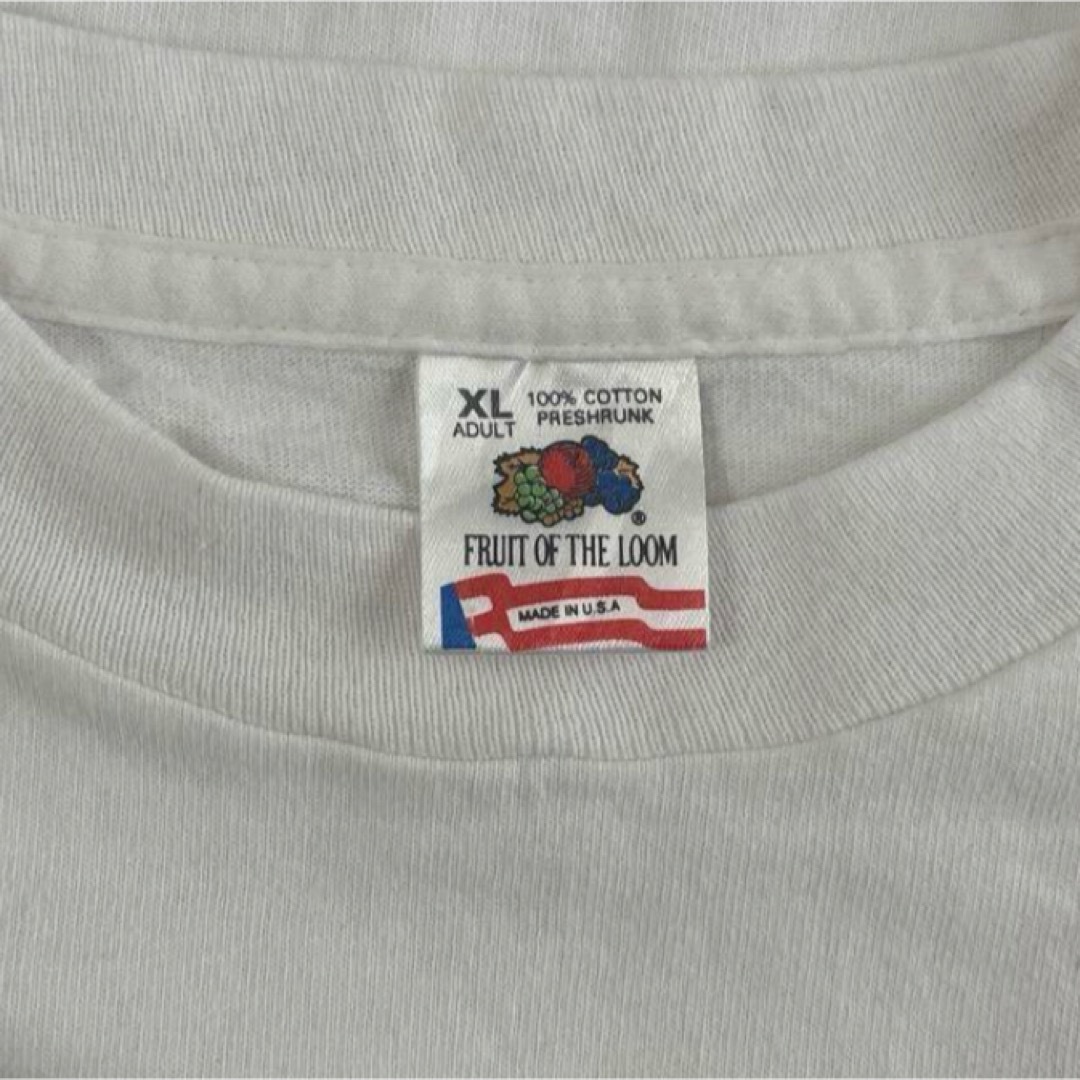 XL 100% COTTON
ADULT PRESHRUNK
®
FRUIT OF THE LOOM
MADE IN U.S.A